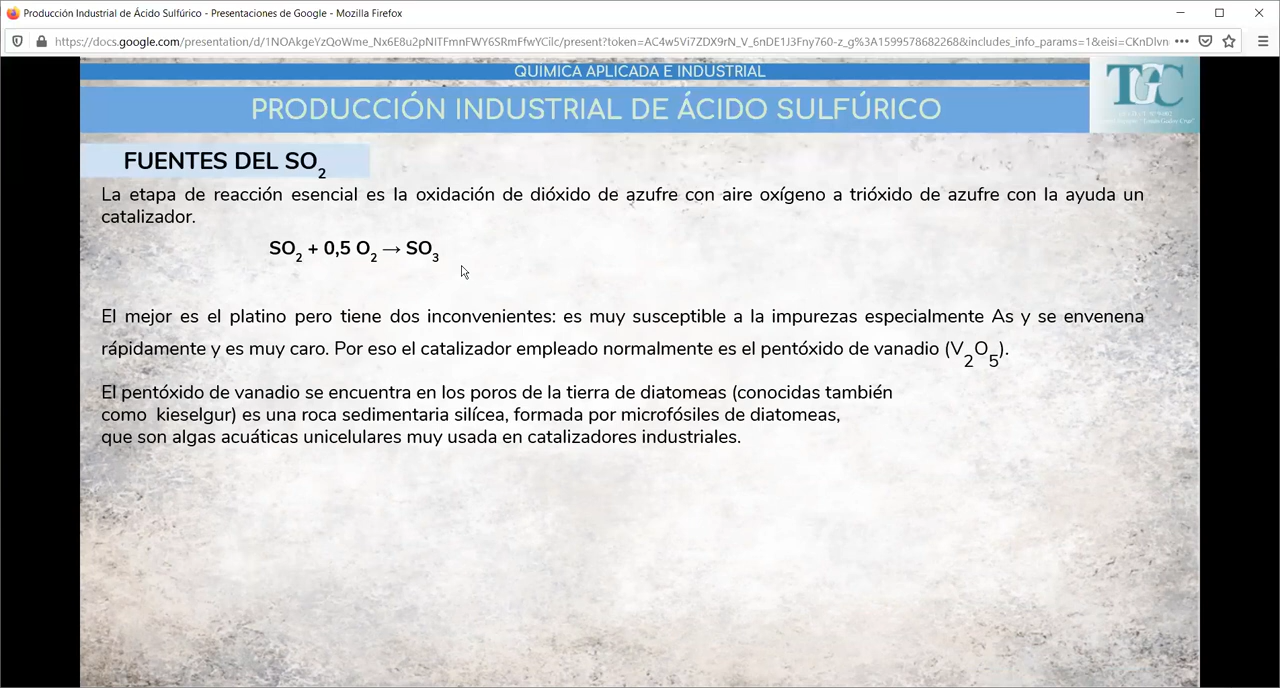 Producción Industrial de Ácido Sulfúrico - Presentaciones de Google - Mozilla Firefox
https://docs.google.com/presentation/d/1NOAkgeYzQoWme_Nx6E8u2pNITFmnFWY6SRmFfwYCilc/present?token=AC4w5Vi7ZDX9rN_V_6nDE1J3Fny760-z_g%3A1599578682268&includes_info_params=1&eisi=CKnDlvn
QUIMICA APLICADA E INDUSTRIAL
PRODUCCIÓN INDUSTRIAL DE ÁCIDO SULFÚRICO
TGC
FUENTES DEL SO2
La etapa de reacción esencial es la oxidación de dióxido de azufre con aire oxígeno a trióxido de azufre con la ayuda un
catalizador.
SO2 + 0,5 O2 → SO3
El mejor es el platino pero tiene dos inconvenientes: es muy susceptible a la impurezas especialmente As y se envenena
rápidamente y es muy caro. Por eso el catalizador empleado normalmente es el pentóxido de vanadio (V2O5).
El pentóxido de vanadio se encuentra en los poros de la tierra de diatomeas (conocidas también
como kieselgur) es una roca sedimentaria silícea, formada por microfósiles de diatomeas,
que son algas acuáticas unicelulares muy usada en catalizadores industriales.